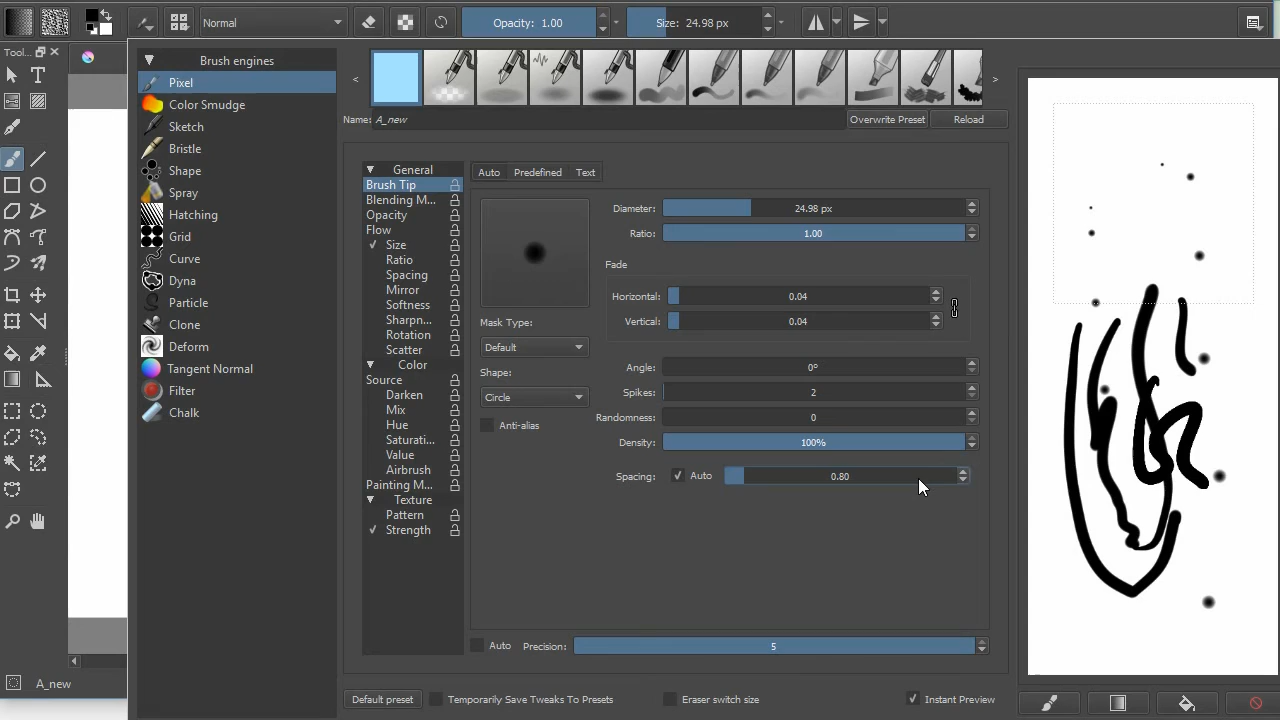 Normal
Opacity: 1.00
Size: 24.98 px
Tool...
Brush engines
Pixel
Color Smudge
Sketch
Bristle
Shape
Spray
Hatching
Grid
Curve
Dyna
Particle
Clone
Deform
Tangent Normal
Filter
Chalk
Name: A_new
Overwrite Preset
Reload
General
Brush Tip
Blending M...
Opacity
Flow
Size
Ratio
Spacing
Mirror
Softness
Sharpn...
Rotation
Scatter
Color
Source
Darken
Mix
Hue
Saturati...
Value
Airbrush
Painting M...
Texture
Pattern
Strength
Auto Predefined Text
Mask Type:
Default
Shape:
Circle
Anti-alias
Diameter: 24.98 px
Ratio: 1.00
Fade
Horizontal: 0.04
Vertical: 0.04
Angle: 0°
Spikes: 2
Randomness: 0
Density: 100%
Spacing: Auto 0.80
Auto Precision: 5
Default preset
Temporarily Save Tweaks To Presets
Eraser switch size
Instant Preview
A_new